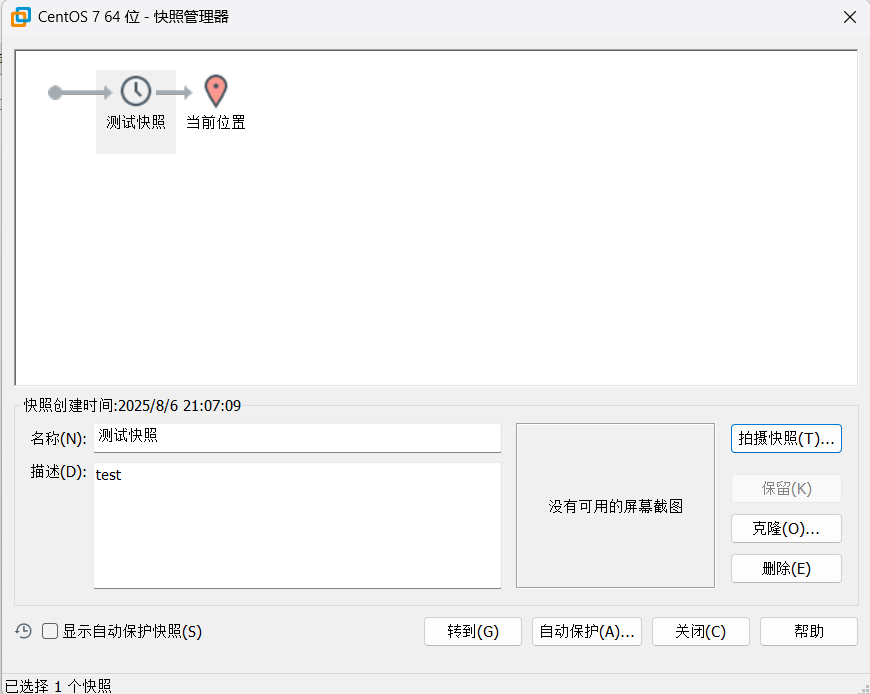 CentOS 7 64 位 - 快照管理器
测试快照
当前位置
快照创建时间:2025/8/6 21:07:09
名称(N):
测试快照
描述(D):
test
没有可用的屏幕截图
拍摄快照(T)...
保留(K)
克隆(O)...
删除(E)
显示自动保护快照(S)
转到(G)
自动保护(A)...
关闭(C)
帮助
已选择 1 个快照